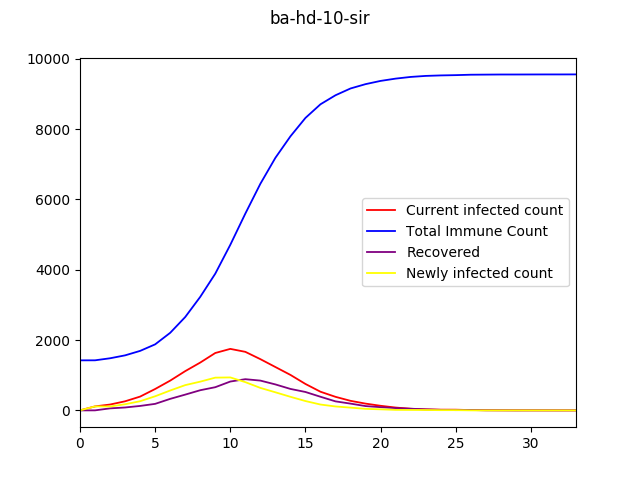 ba-hd-10-sir
10000
8000
6000
4000
2000
0
Current infected count
Total Immune Count
Recovered
Newly infected count
0 5 10 15 20 25 30